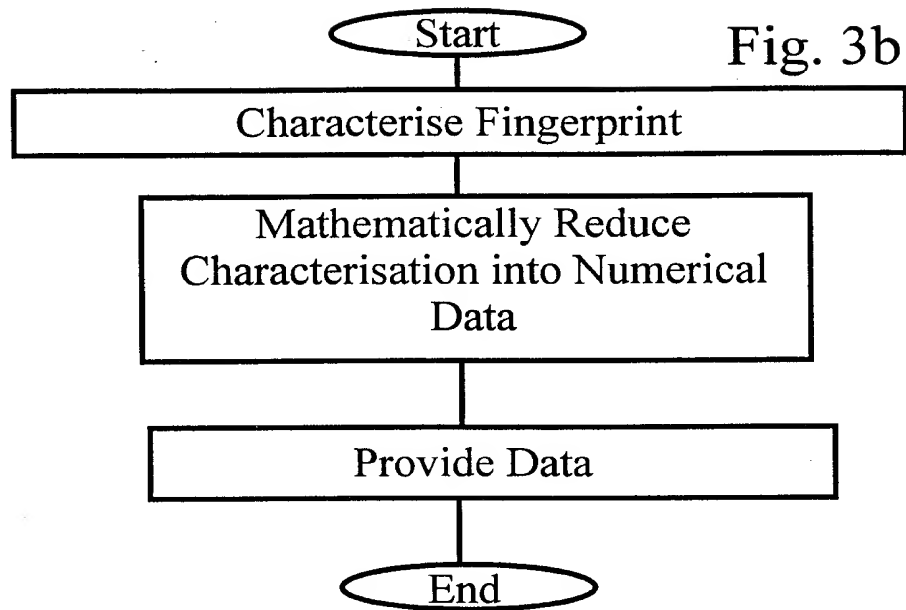 Start
Fig. 3b
Characterise Fingerprint
Mathematically Reduce
Characterisation into Numerical
Data
Provide Data
End